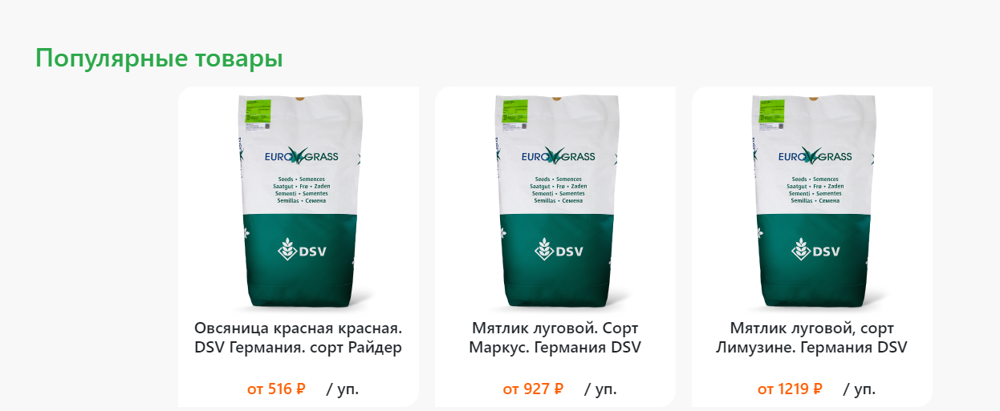 Популярные товары
EURO GRASS
Seeds • Semences
Saatgut • Frø • Zaden
Sementi • Sementes
Semillas • Семена
DSV
Овсяница красная красная.
DSV Германия. сорт Райдер
от 516 ₽ / уп.
EURO GRASS
Seeds • Semences
Saatgut • Frø • Zaden
Sementi • Sementes
Semillas • Семена
DSV
Мятлик луговой. Сорт
Маркус. Германия DSV
от 927 ₽ / уп.
EURO GRASS
Seeds • Semences
Saatgut • Frø • Zaden
Sementi • Sementes
Semillas • Семена
DSV
Мятлик луговой, сорт
Лимузине. Германия DSV
от 1219 ₽ / уп.